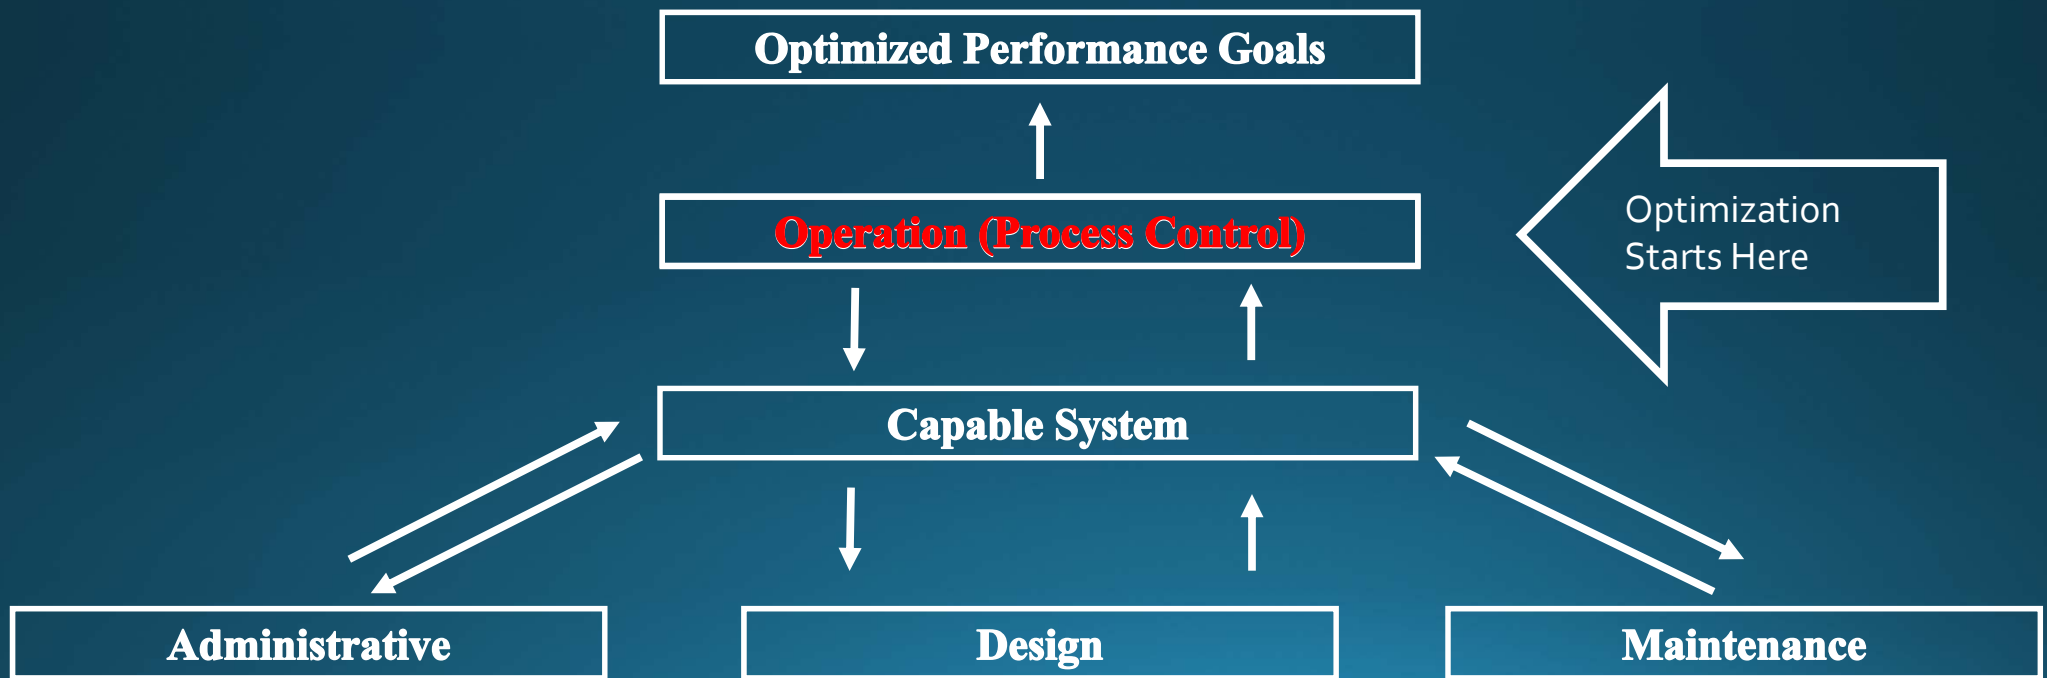 Optimized Performance Goals
Operation (Process Control)
Optimization
Starts Here
Capable System
Administrative
Design
Maintenance